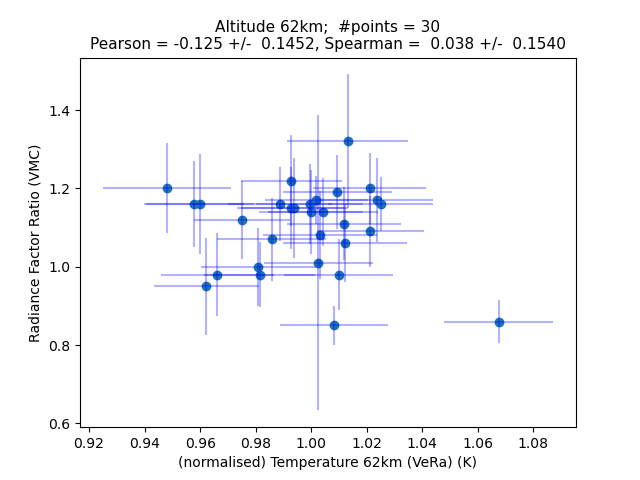 Altitude 62km;  #points = 30
Pearson = -0.125 +/-  0.1452, Spearman =  0.038 +/-  0.1540
1.4
1.2
1.0
0.8
0.6
Radiance Factor Ratio (VMC)
0.92 0.94 0.96 0.98 1.00 1.02 1.04 1.06 1.08
(normalised) Temperature 62km (VeRa) (K)